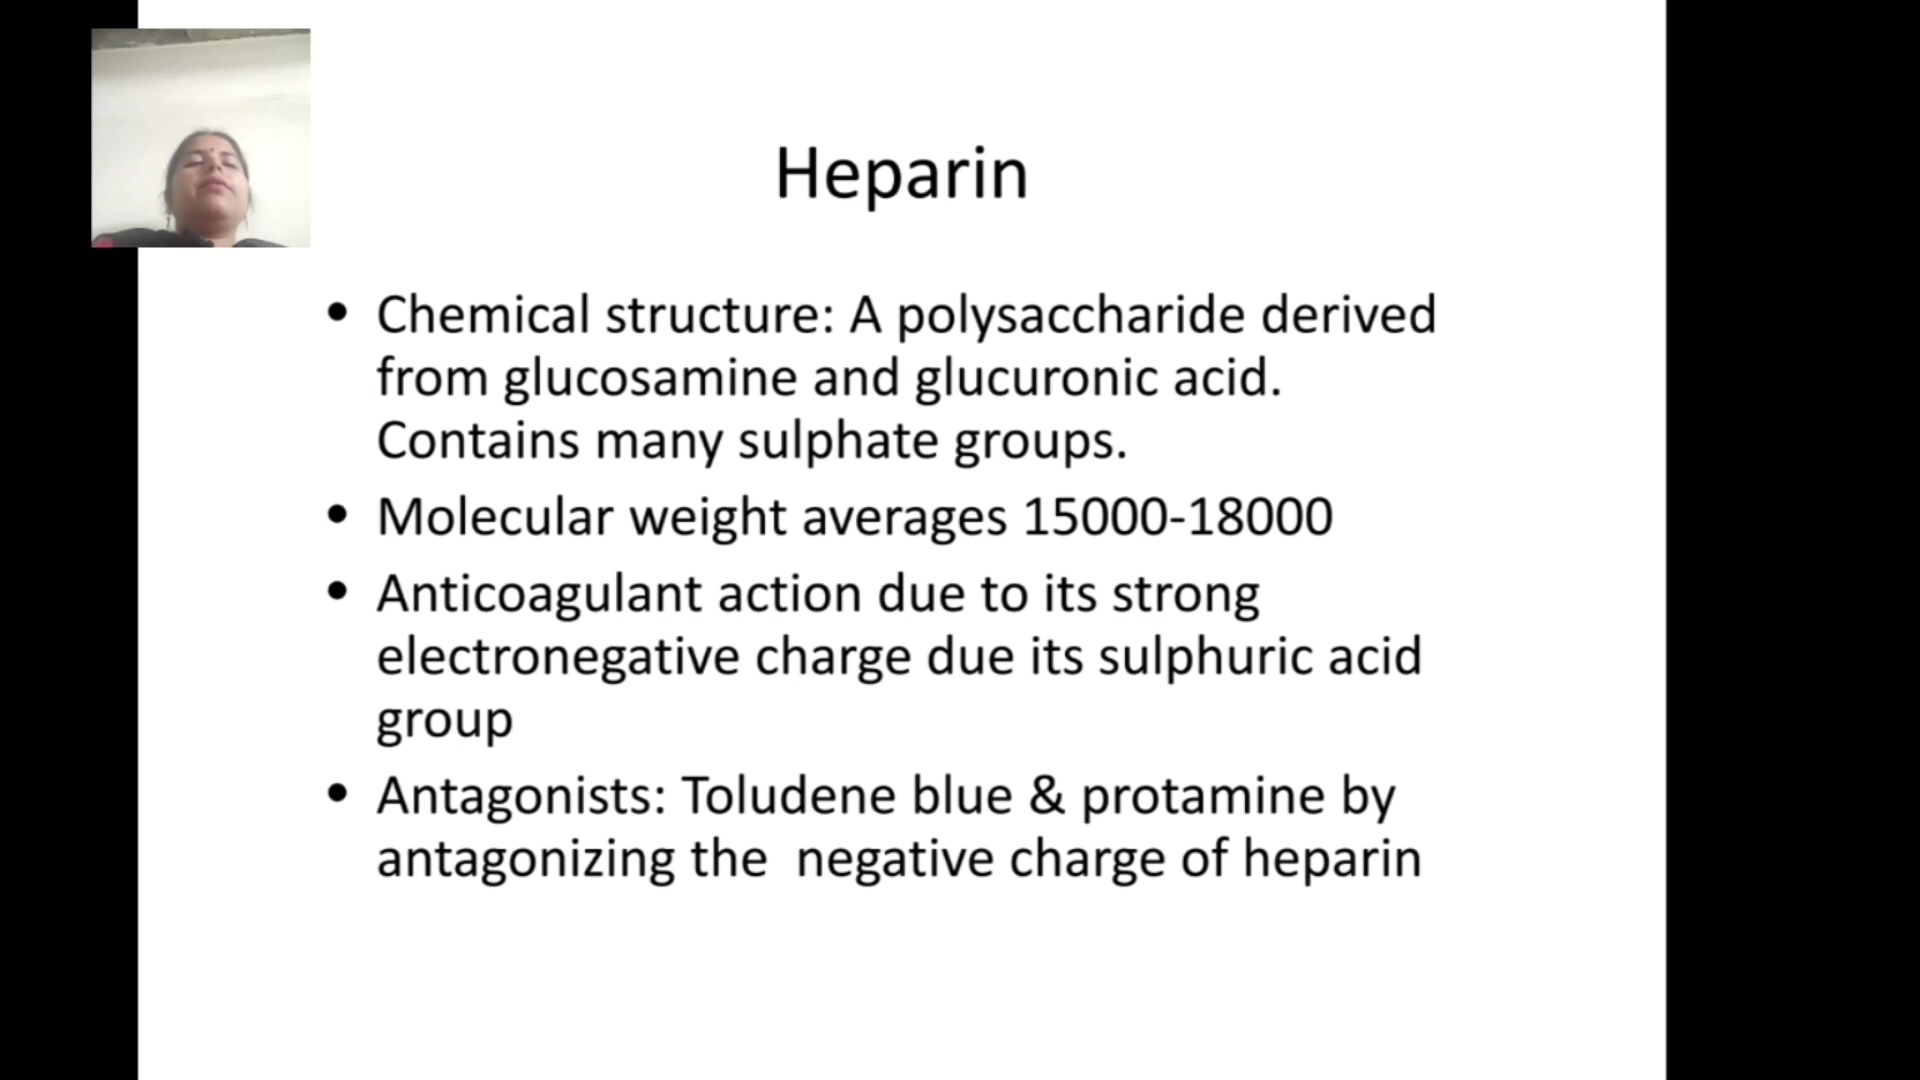 Heparin
• Chemical structure: A polysaccharide derived
from glucosamine and glucuronic acid.
Contains many sulphate groups.
• Molecular weight averages 15000-18000
• Anticoagulant action due to its strong
electronegative charge due its sulphuric acid
group
• Antagonists: Toludene blue & protamine by
antagonizing the  negative charge of heparin